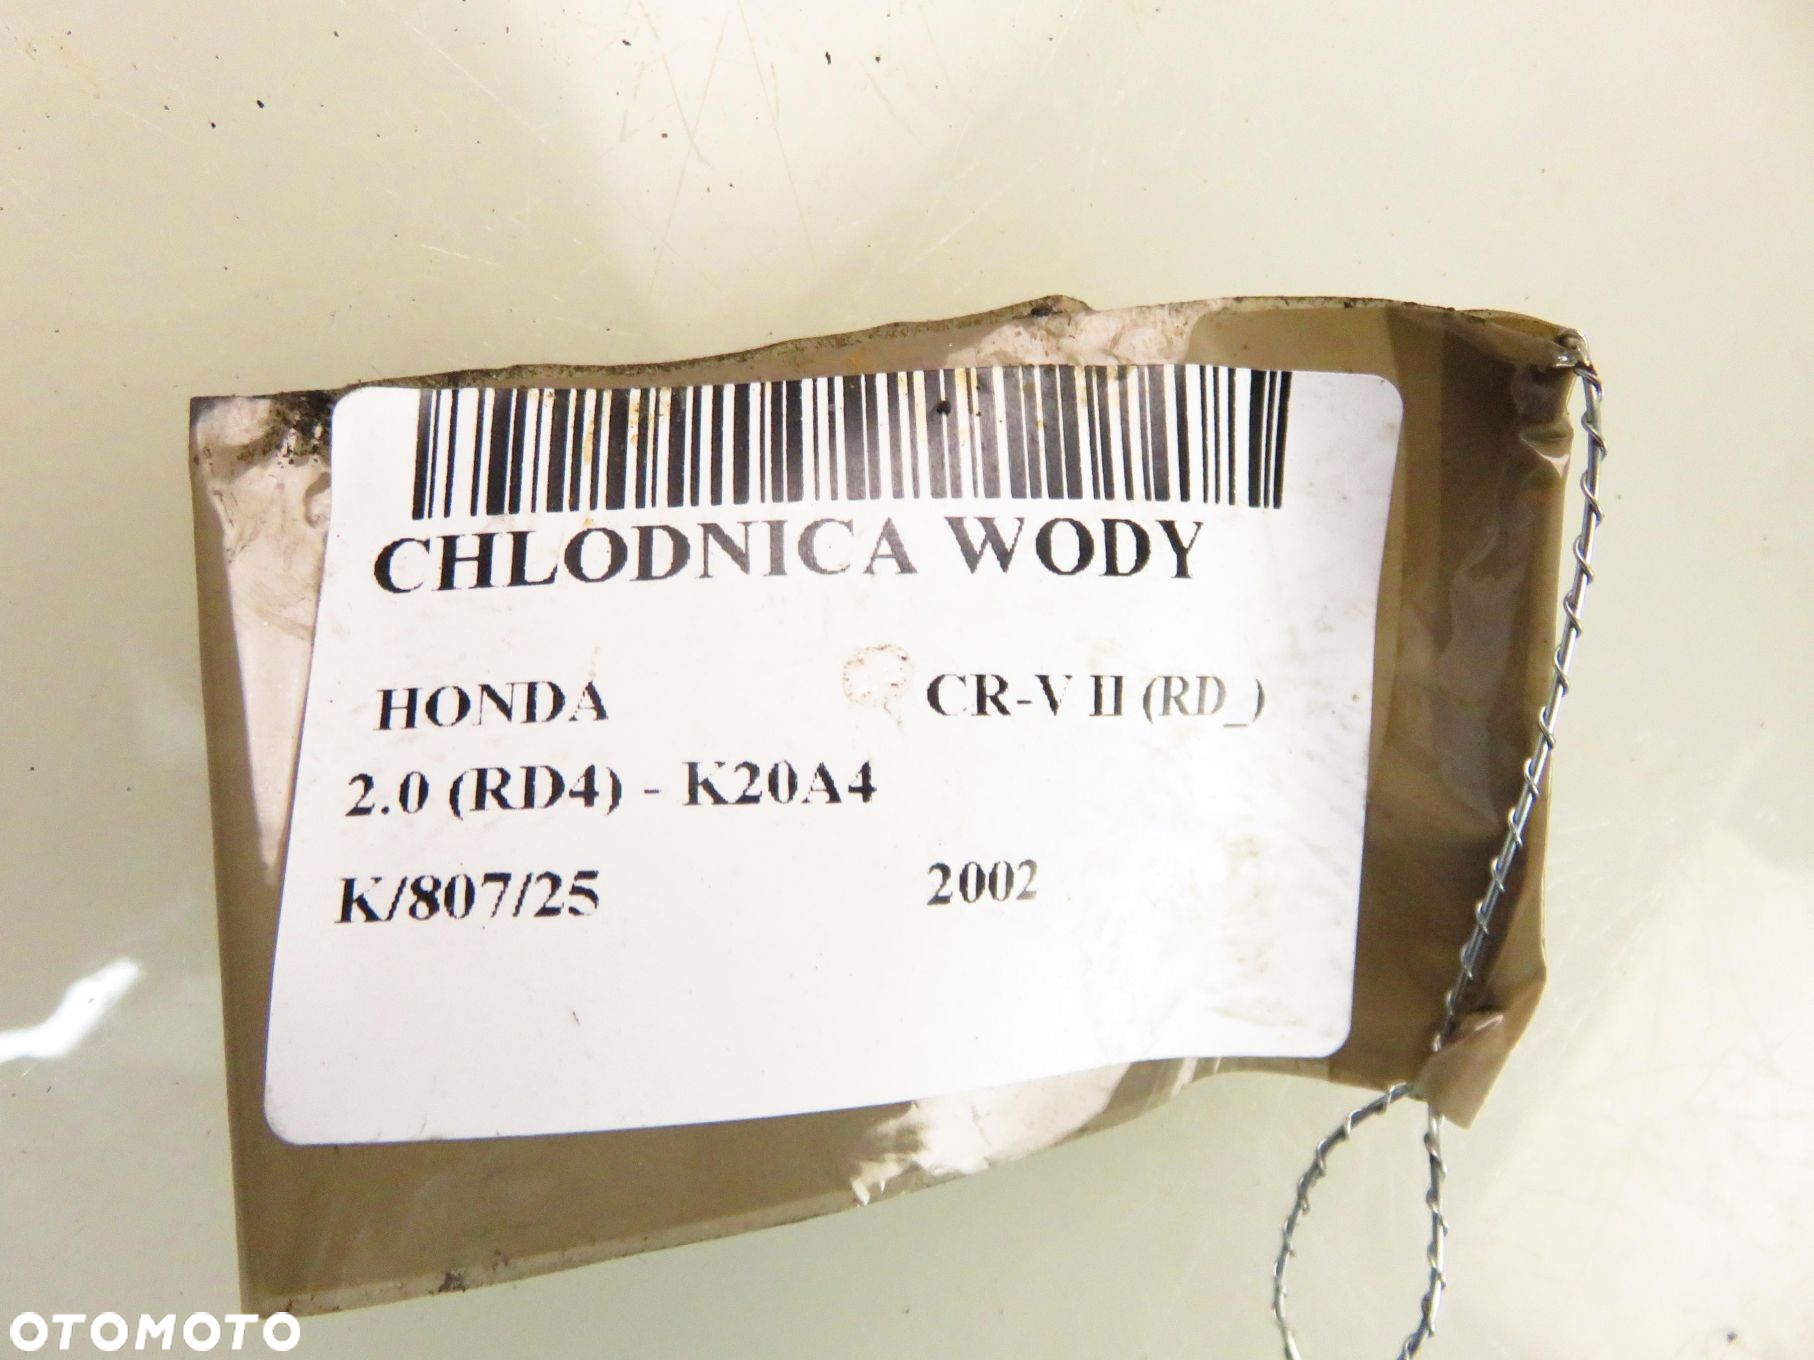 CHLODNICA WODY
HONDA CR-V II (RD_)
2.0 (RD4) - K20A4
K/807/25 2002
OTOMOTO